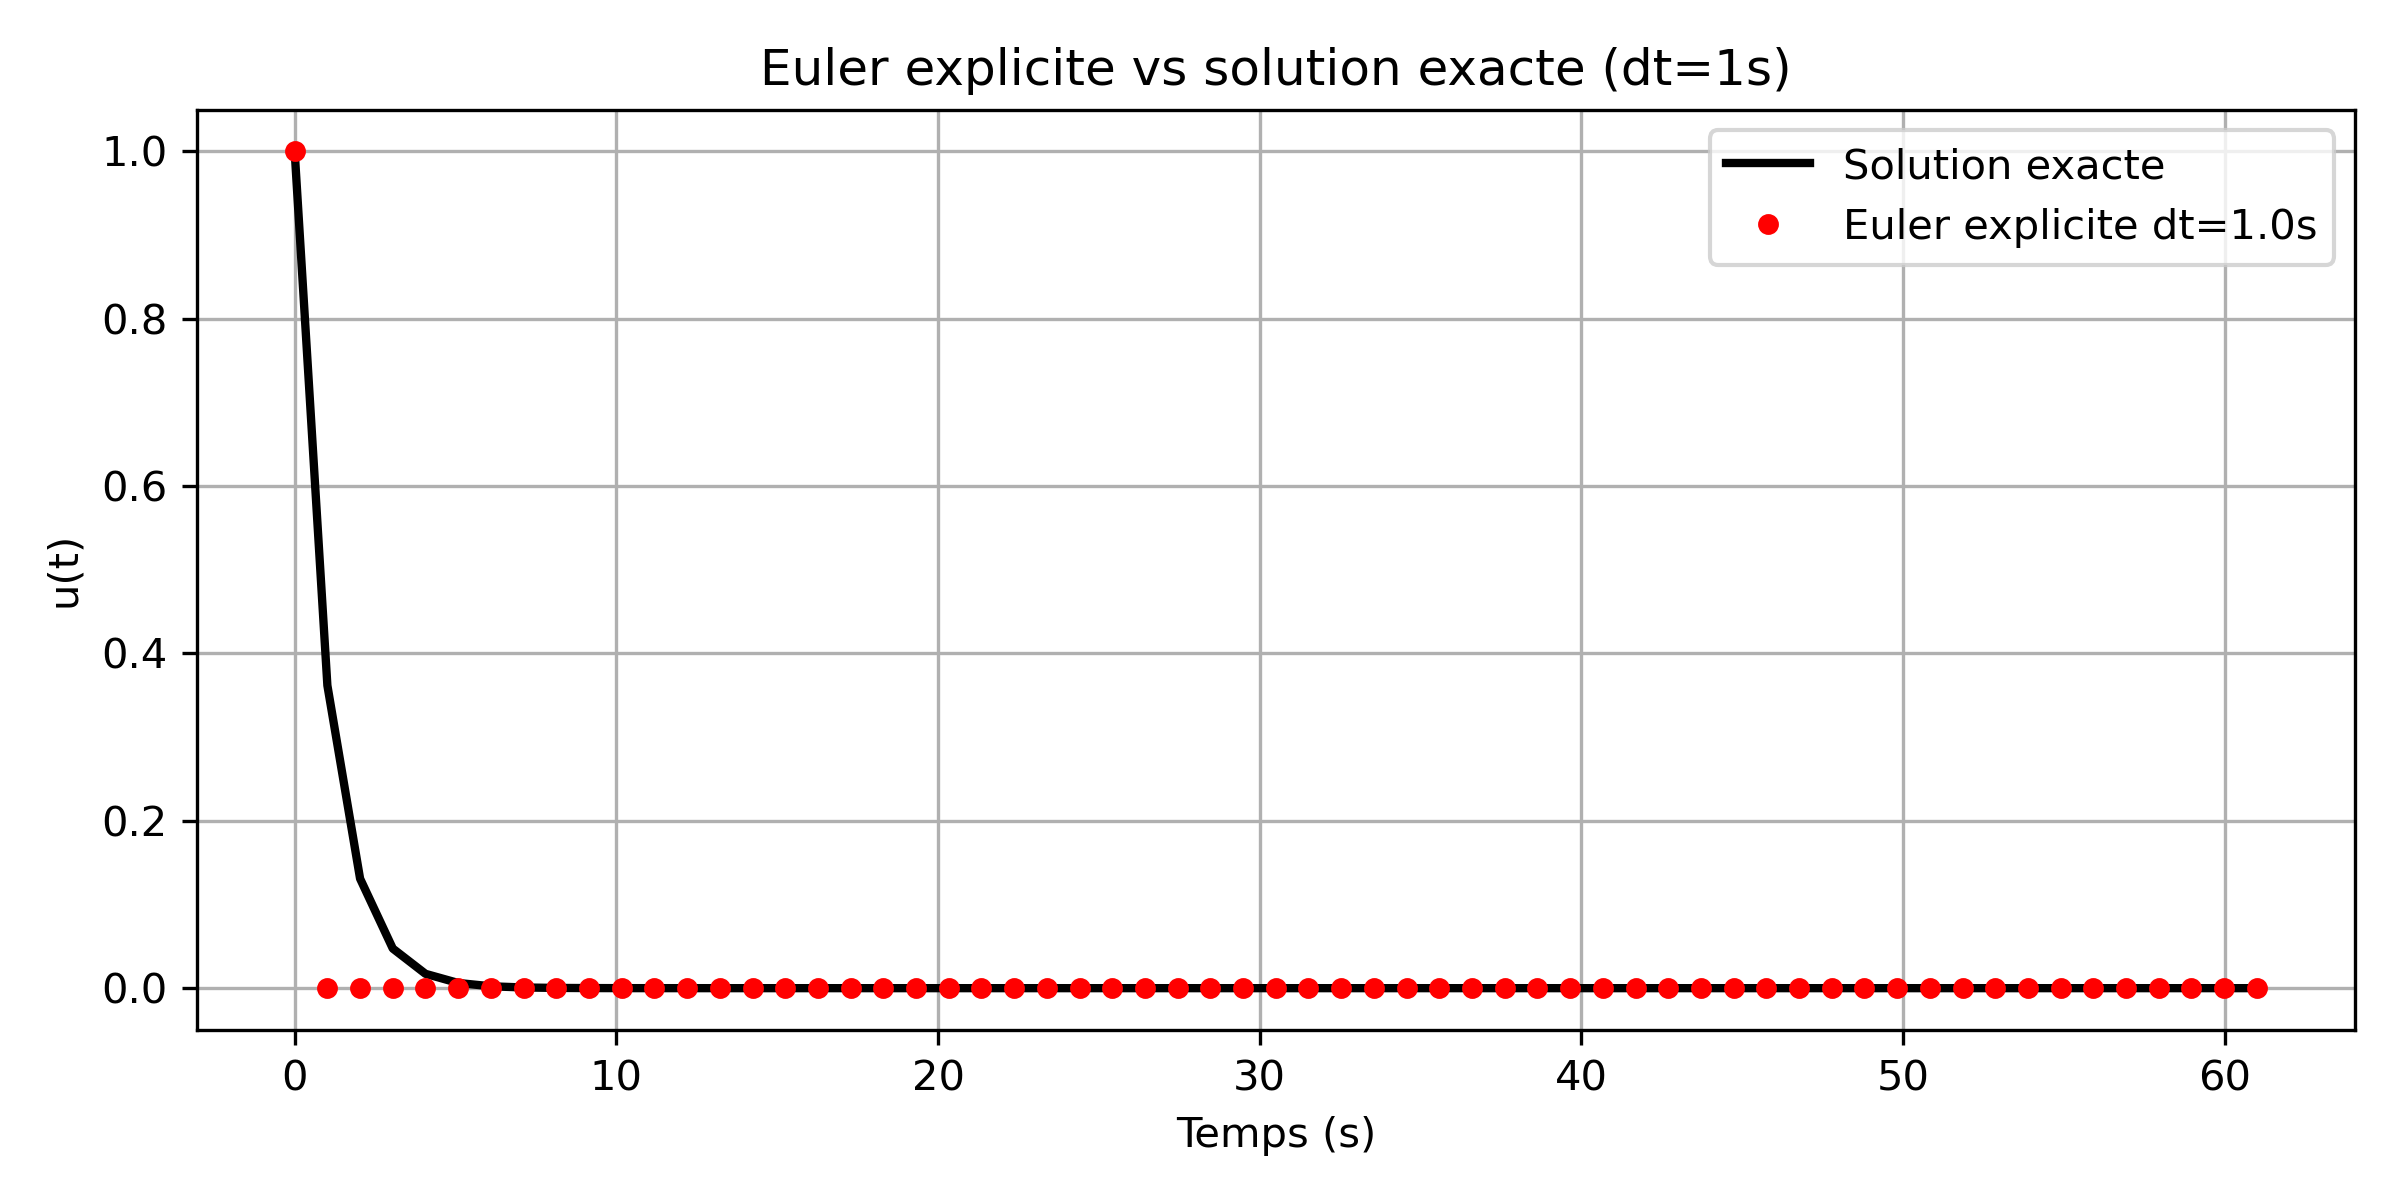 Euler explicite vs solution exacte (dt=1s)
Solution exacte
Euler explicite dt=1.0s
u(t)
1.0
0.8
0.6
0.4
0.2
0.0
0 10 20 30 40 50 60
Temps (s)